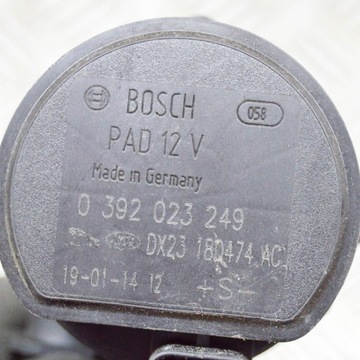 BOSCH 058
PAD 12 V
Made in Germany
0 392 023 249
DX23 18D474 AC
19-01-14 12 +S-